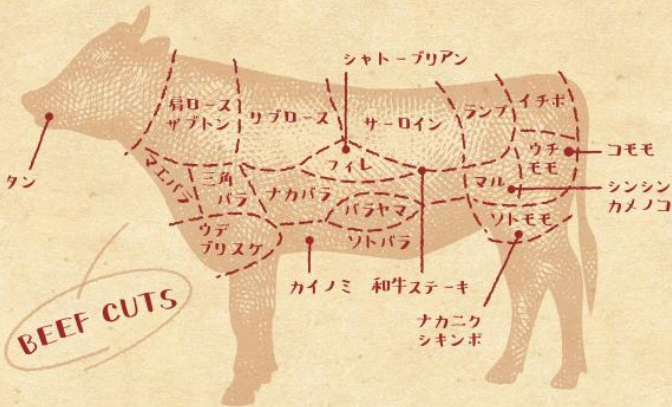 シャトーブリアン
肩ロース
ザブトン
リブロース
サーロイン
ランプ
イチボ
タン
マエバラ
三角
バラ
ナカバラ
フィレ
バラヤマ
マル
ウチ
モモ
コモモ
シンシン
カメノコ
ウデ
ブリスケ
ソトバラ
ソトモモ
カイノミ
和牛ステーキ
ナカニク
シキンボ
BEEF CUTS